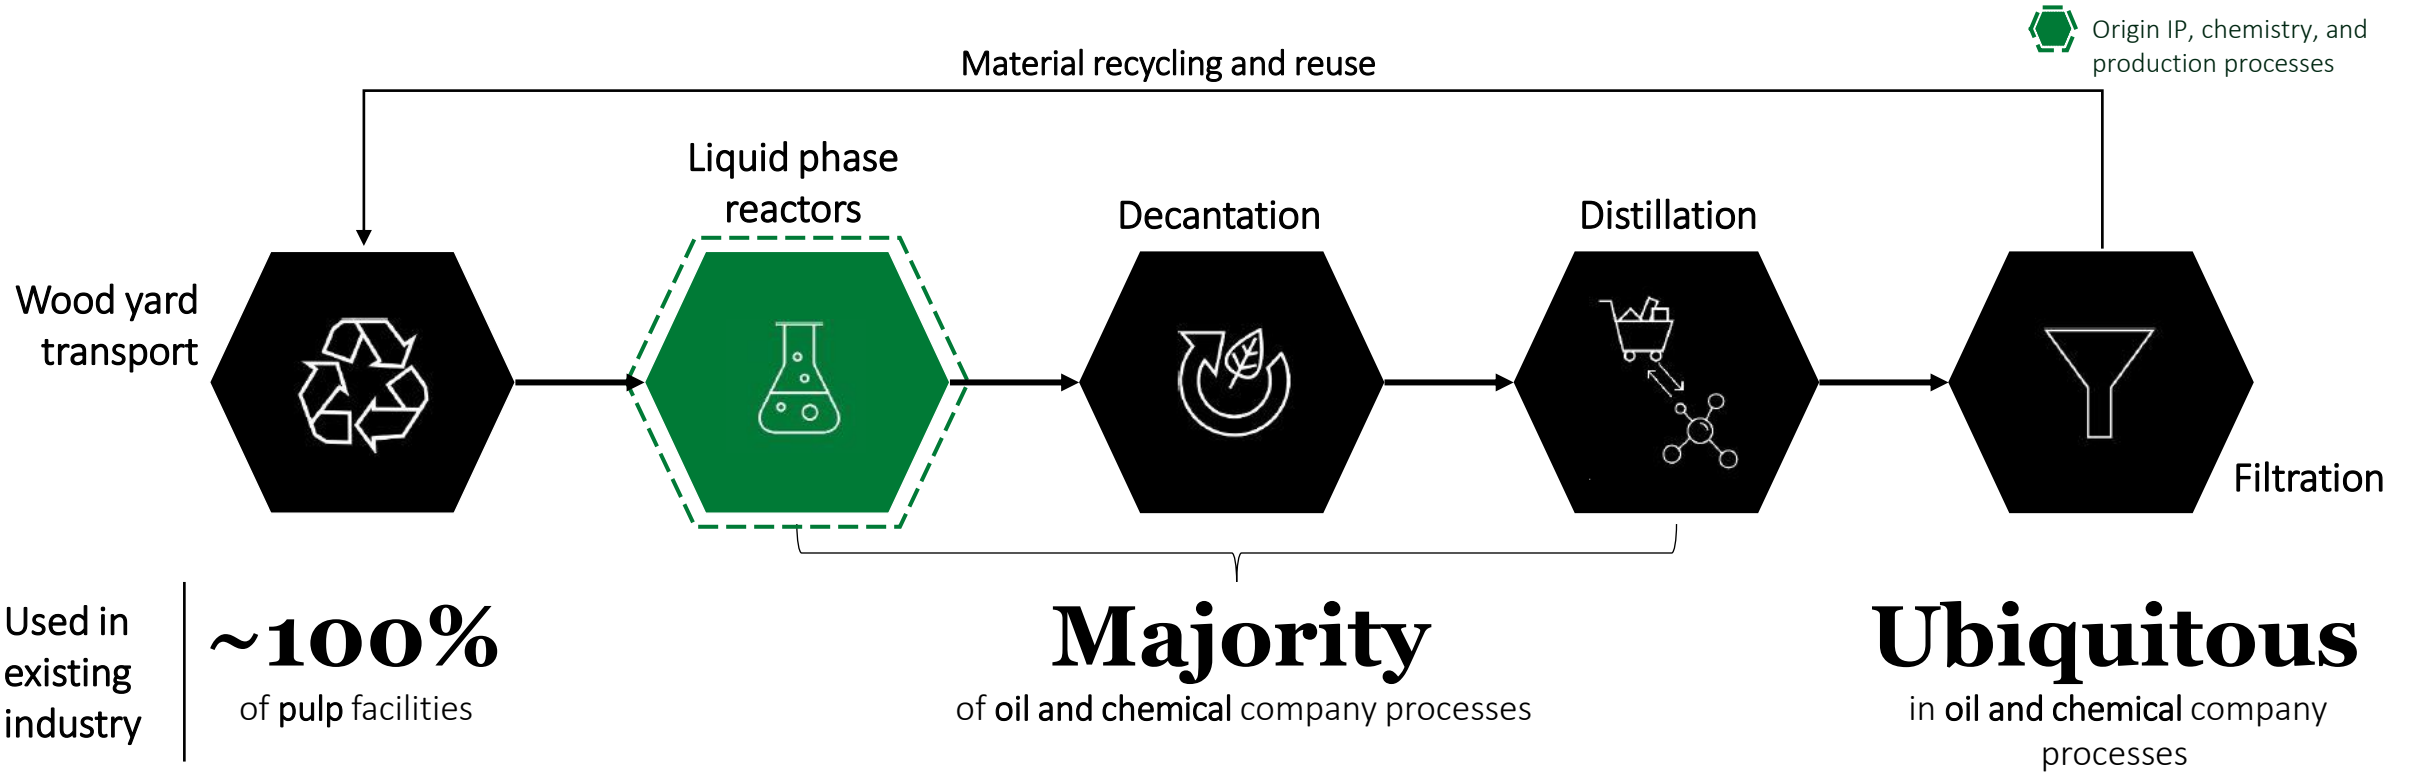 Origin IP, chemistry, and
production processes
Material recycling and reuse
Wood yard
transport
Liquid phase
reactors
Decantation
Distillation
Filtration
Used in
existing
industry
~100%
of pulp facilities
Majority
of oil and chemical company processes
Ubiquitous
in oil and chemical company
processes